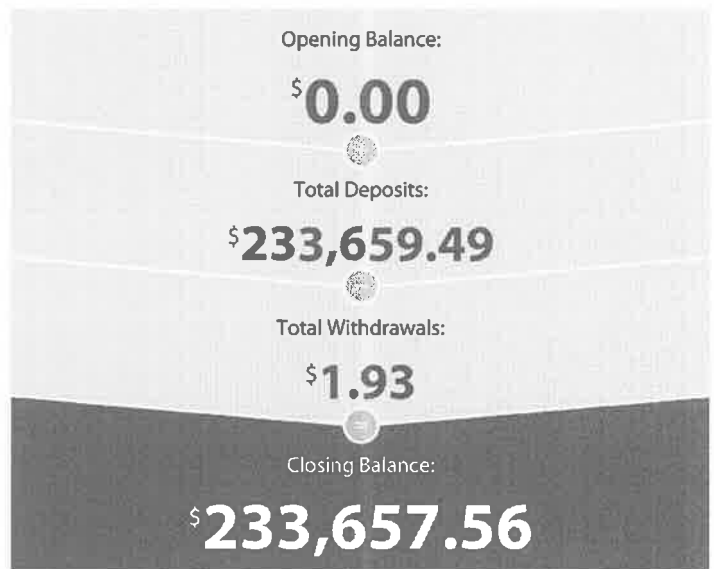 Opening Balance:
$0.00
Total Deposits:
$233,659.49
Total Withdrawals:
$1.93
=
Closing Balance:
$233,657.56